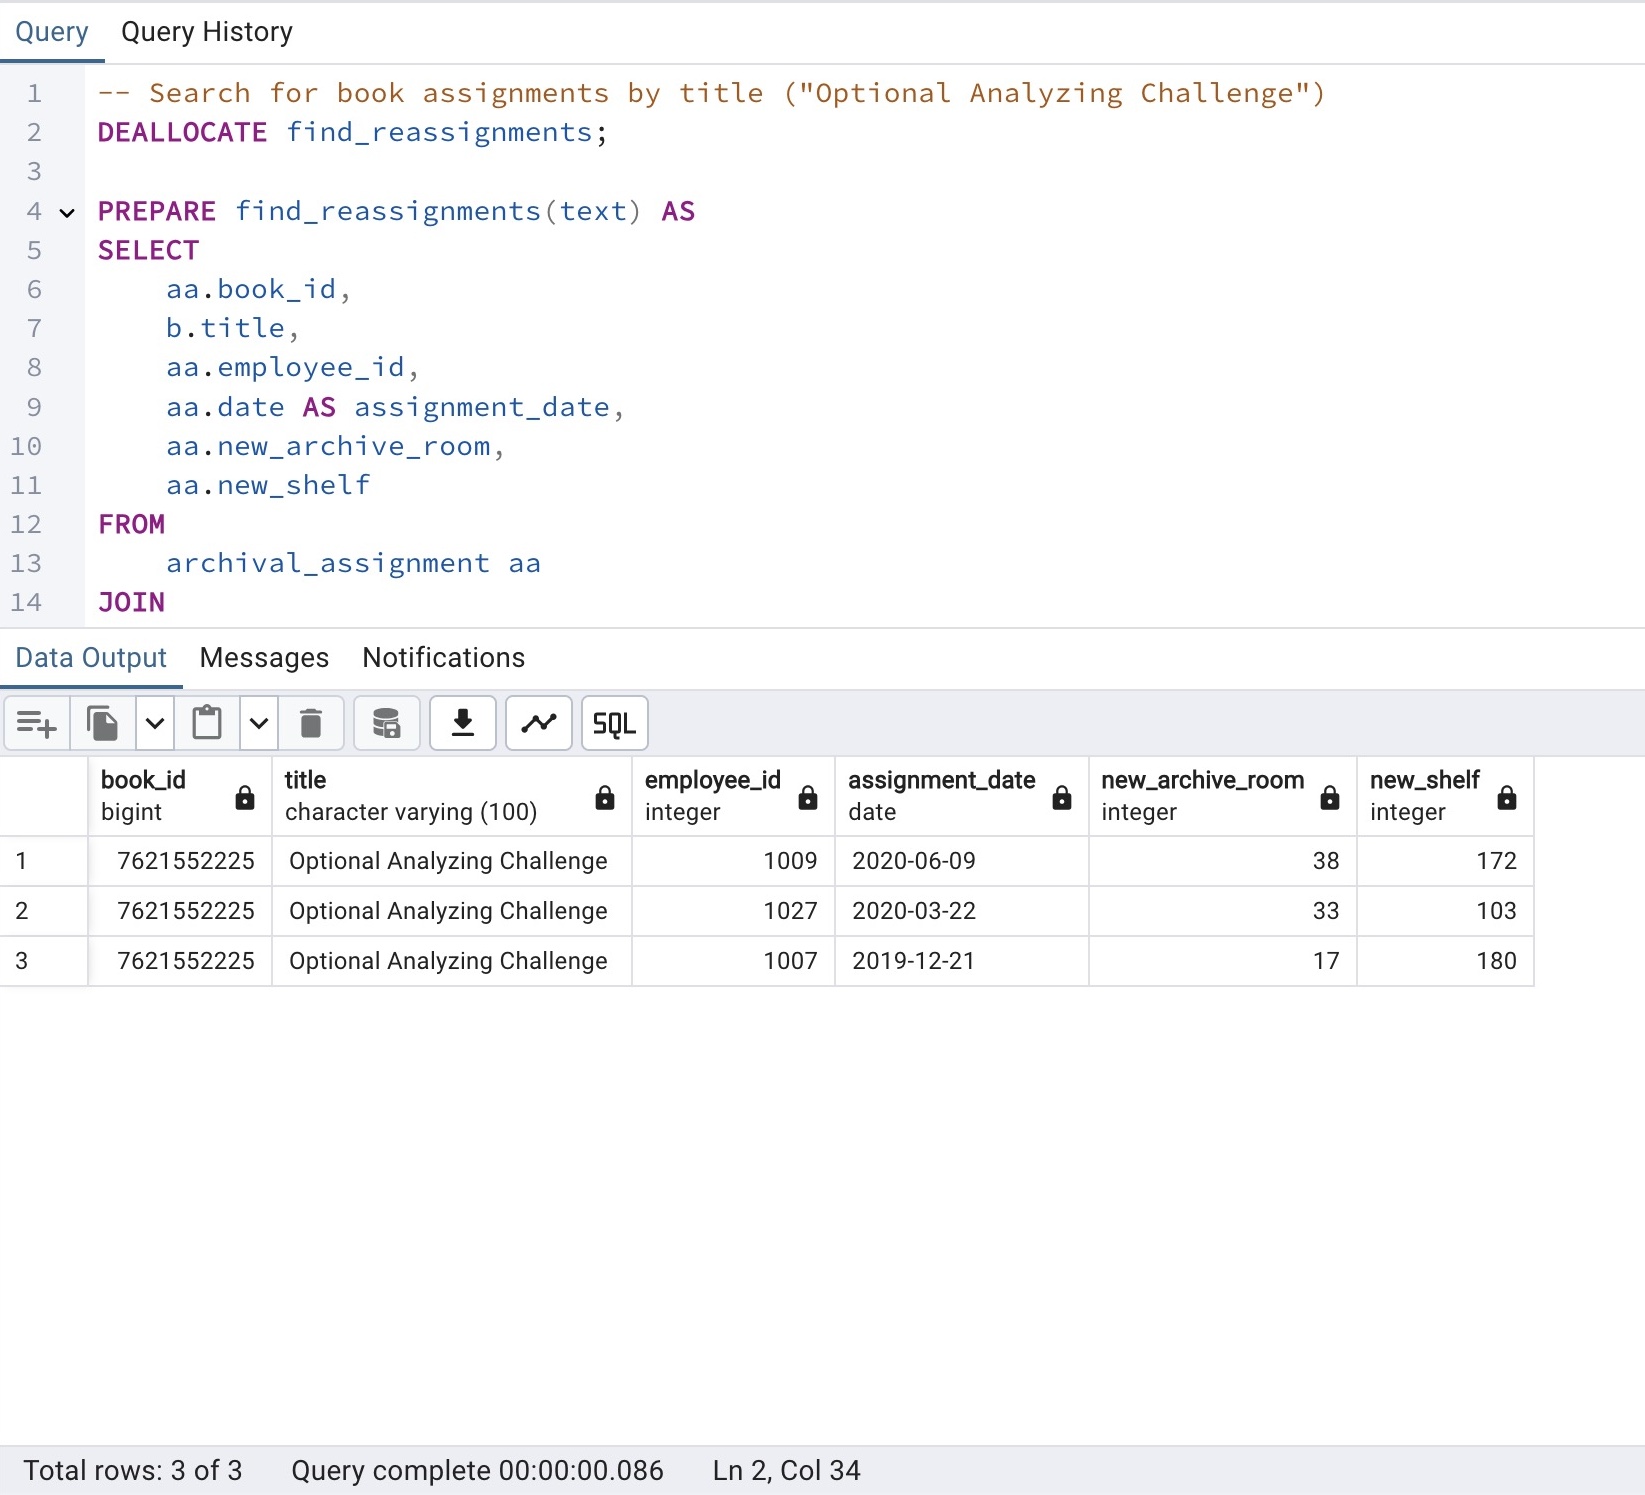 Query Query History
1 -- Search for book assignments by title ("Optional Analyzing Challenge")
2 DEALLOCATE find_reassignments;
3
4 PREPARE find_reassignments(text) AS
5 SELECT
6 aa.book_id,
7 b.title,
8 aa.employee_id,
9 aa.date AS assignment_date,
10 aa.new_archive_room,
11 aa.new_shelf
12 FROM
13 archival_assignment aa
14 JOIN
Data Output Messages Notifications
SQL
book_id title employee_id assignment_date new_archive_room new_shelf
bigint character varying (100) integer date integer integer
1 7621552225 Optional Analyzing Challenge 1009 2020-06-09 38 172
2 7621552225 Optional Analyzing Challenge 1027 2020-03-22 33 103
3 7621552225 Optional Analyzing Challenge 1007 2019-12-21 17 180
Total rows: 3 of 3 Query complete 00:00:00.086 Ln 2, Col 34